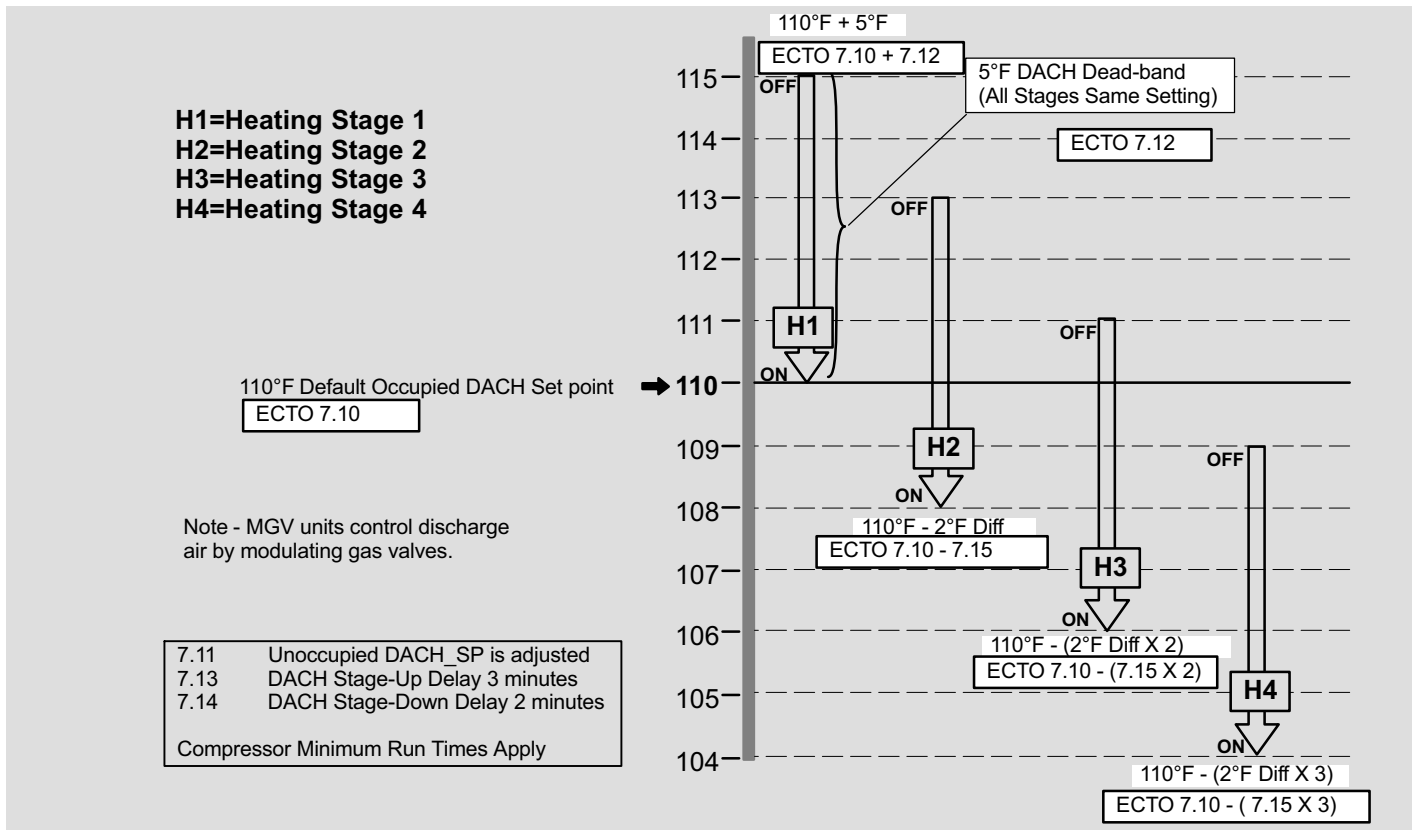 110°F + 5°F
ECTO 7.10 + 7.12
5°F DACH Dead-band
(All Stages Same Setting)
ECTO 7.12
H1=Heating Stage 1
H2=Heating Stage 2
H3=Heating Stage 3
H4=Heating Stage 4
115
114
113
112
111
110
109
108
107
106
105
104
OFF
H1
ON
OFF
H2
ON
110°F - 2°F Diff
ECTO 7.10 - 7.15
OFF
H3
ON
110°F - (2°F Diff X 2)
ECTO 7.10 - (7.15 X 2)
OFF
H4
ON
110°F - (2°F Diff X 3)
ECTO 7.10 - ( 7.15 X 3)
110°F Default Occupied DACH Set point
ECTO 7.10
Note - MGV units control discharge
air by modulating gas valves.
7.11 Unoccupied DACH_SP is adjusted
7.13 DACH Stage-Up Delay 3 minutes
7.14 DACH Stage-Down Delay 2 minutes
Compressor Minimum Run Times Apply